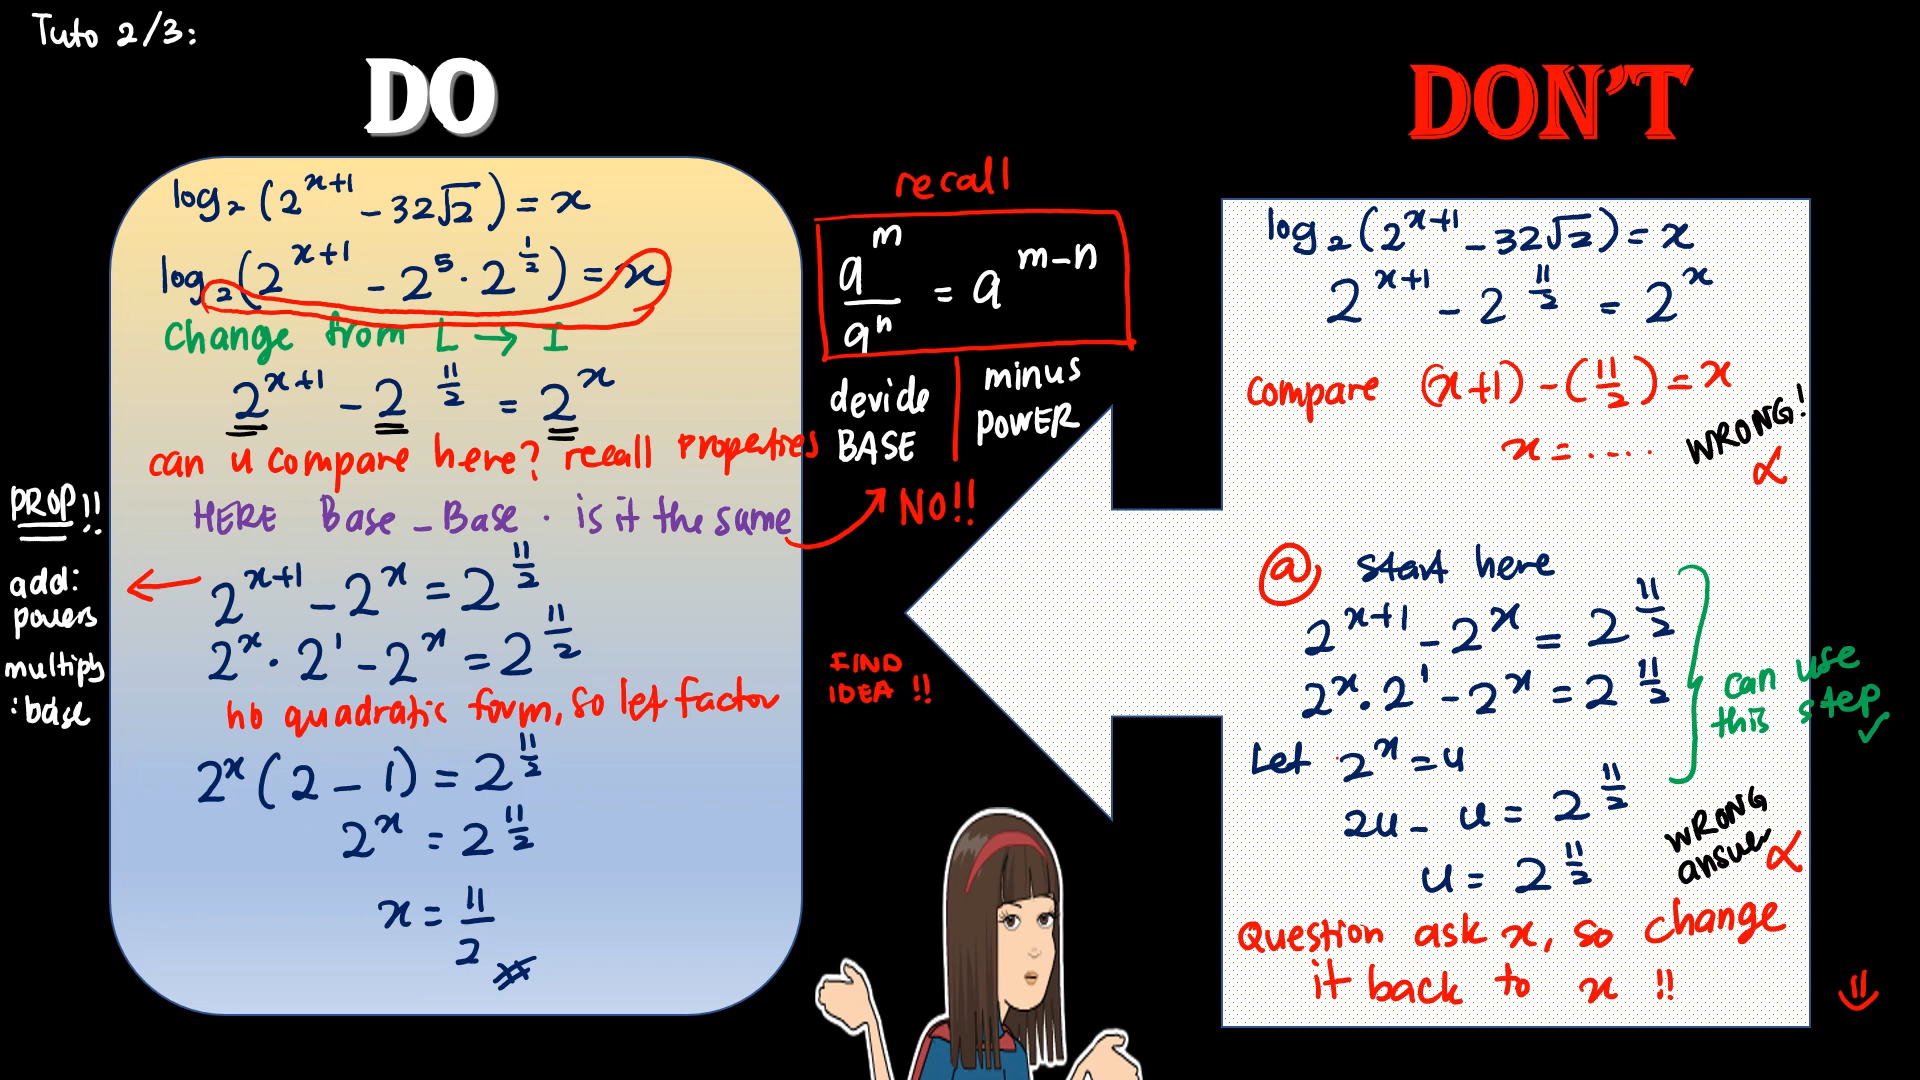 Tuto 2/3:
DO
log₂(2^(x+1) - 32√2) = x
log₂(2^(x+1) - 2^5 · 2^(1/2)) = x
Change from L → I
2^(x+1) - 2^(11/2) = 2^x
can u compare here? recall Properties
HERE Base - Base · is it the same
NO!!
PROP!!
add:
powers
multiply
: base
2^(x+1) - 2^x = 2^(11/2)
2^x · 2^1 - 2^x = 2^(11/2)
no quadratic form, so let factor
2^x (2 - 1) = 2^(11/2)
2^x = 2^(11/2)
x = 11/2
recall
a^m/a^n = a^(m-n)
devide
BASE
minus
POWER
FIND
IDEA !!
DON'T
log₂(2^(x+1) - 32√2) = x
2^(x+1) - 2^(11/2) = 2^x
compare (x+1) - (11/2) = x
x = .....
WRONG!
@ start here
2^(x+1) - 2^x = 2^(11/2)
2^x · 2^1 - 2^x = 2^(11/2)
can use
this step ✓
Let 2^x = u
2u - u = 2^(11/2)
u = 2^(11/2)
WRONG
answer
Question ask x, so change
it back to x !!